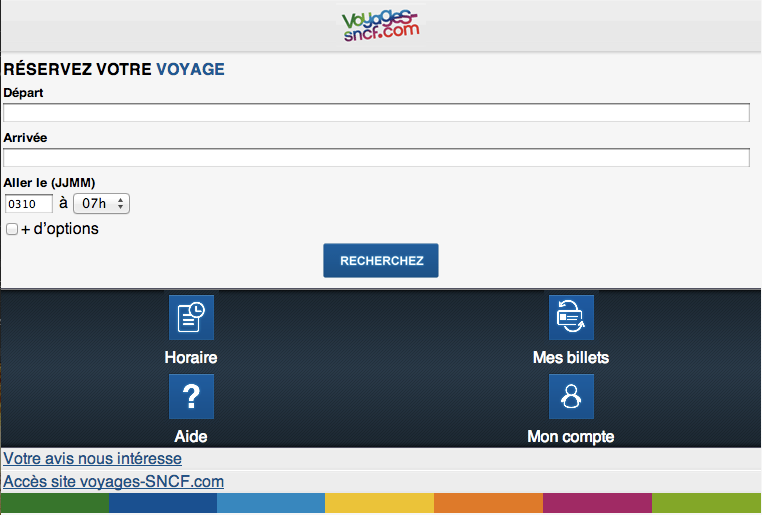 Voyages-
sncf.com
RÉSERVEZ VOTRE VOYAGE
Départ
Arrivée
Aller le (JJMM)
0310 à 07h
+ d'options
RECHERCHEZ
Horaire
Mes billets
?
Aide
Mon compte
Votre avis nous intéresse
Accès site voyages-SNCF.com